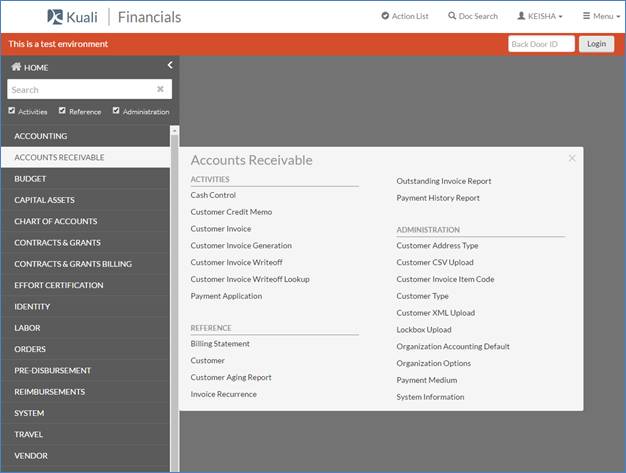 Kuali Financials
Action List
Doc Search
KEISHA
Menu
This is a test environment
Back Door ID
Login
HOME
Search
Activities
Reference
Administration
ACCOUNTING
ACCOUNTS RECEIVABLE
BUDGET
CAPITAL ASSETS
CHART OF ACCOUNTS
CONTRACTS & GRANTS
CONTRACTS & GRANTS BILLING
EFFORT CERTIFICATION
IDENTITY
LABOR
ORDERS
PRE-DISBURSEMENT
REIMBURSEMENTS
SYSTEM
TRAVEL
VENDOR
Accounts Receivable
ACTIVITIES
Cash Control
Customer Credit Memo
Customer Invoice
Customer Invoice Generation
Customer Invoice Writeoff
Customer Invoice Writeoff Lookup
Payment Application
REFERENCE
Billing Statement
Customer
Customer Aging Report
Invoice Recurrence
Outstanding Invoice Report
Payment History Report
ADMINISTRATION
Customer Address Type
Customer CSV Upload
Customer Invoice Item Code
Customer Type
Customer XML Upload
Lockbox Upload
Organization Accounting Default
Organization Options
Payment Medium
System Information